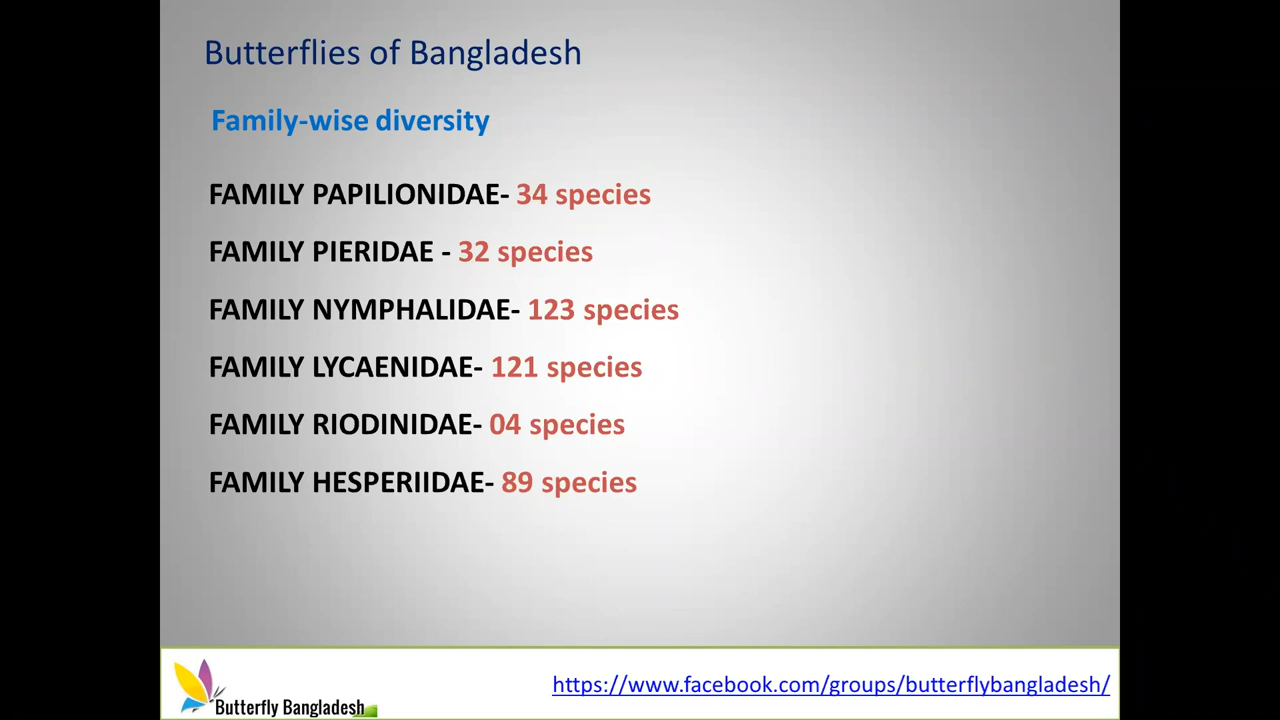 Butterflies of Bangladesh
Family-wise diversity
FAMILY PAPILIONIDAE- 34 species
FAMILY PIERIDAE - 32 species
FAMILY NYMPHALIDAE- 123 species
FAMILY LYCAENIDAE- 121 species
FAMILY RIODINIDAE- 04 species
FAMILY HESPERIIDAE- 89 species
Butterfly Bangladesh
https://www.facebook.com/groups/butterflybangladesh/